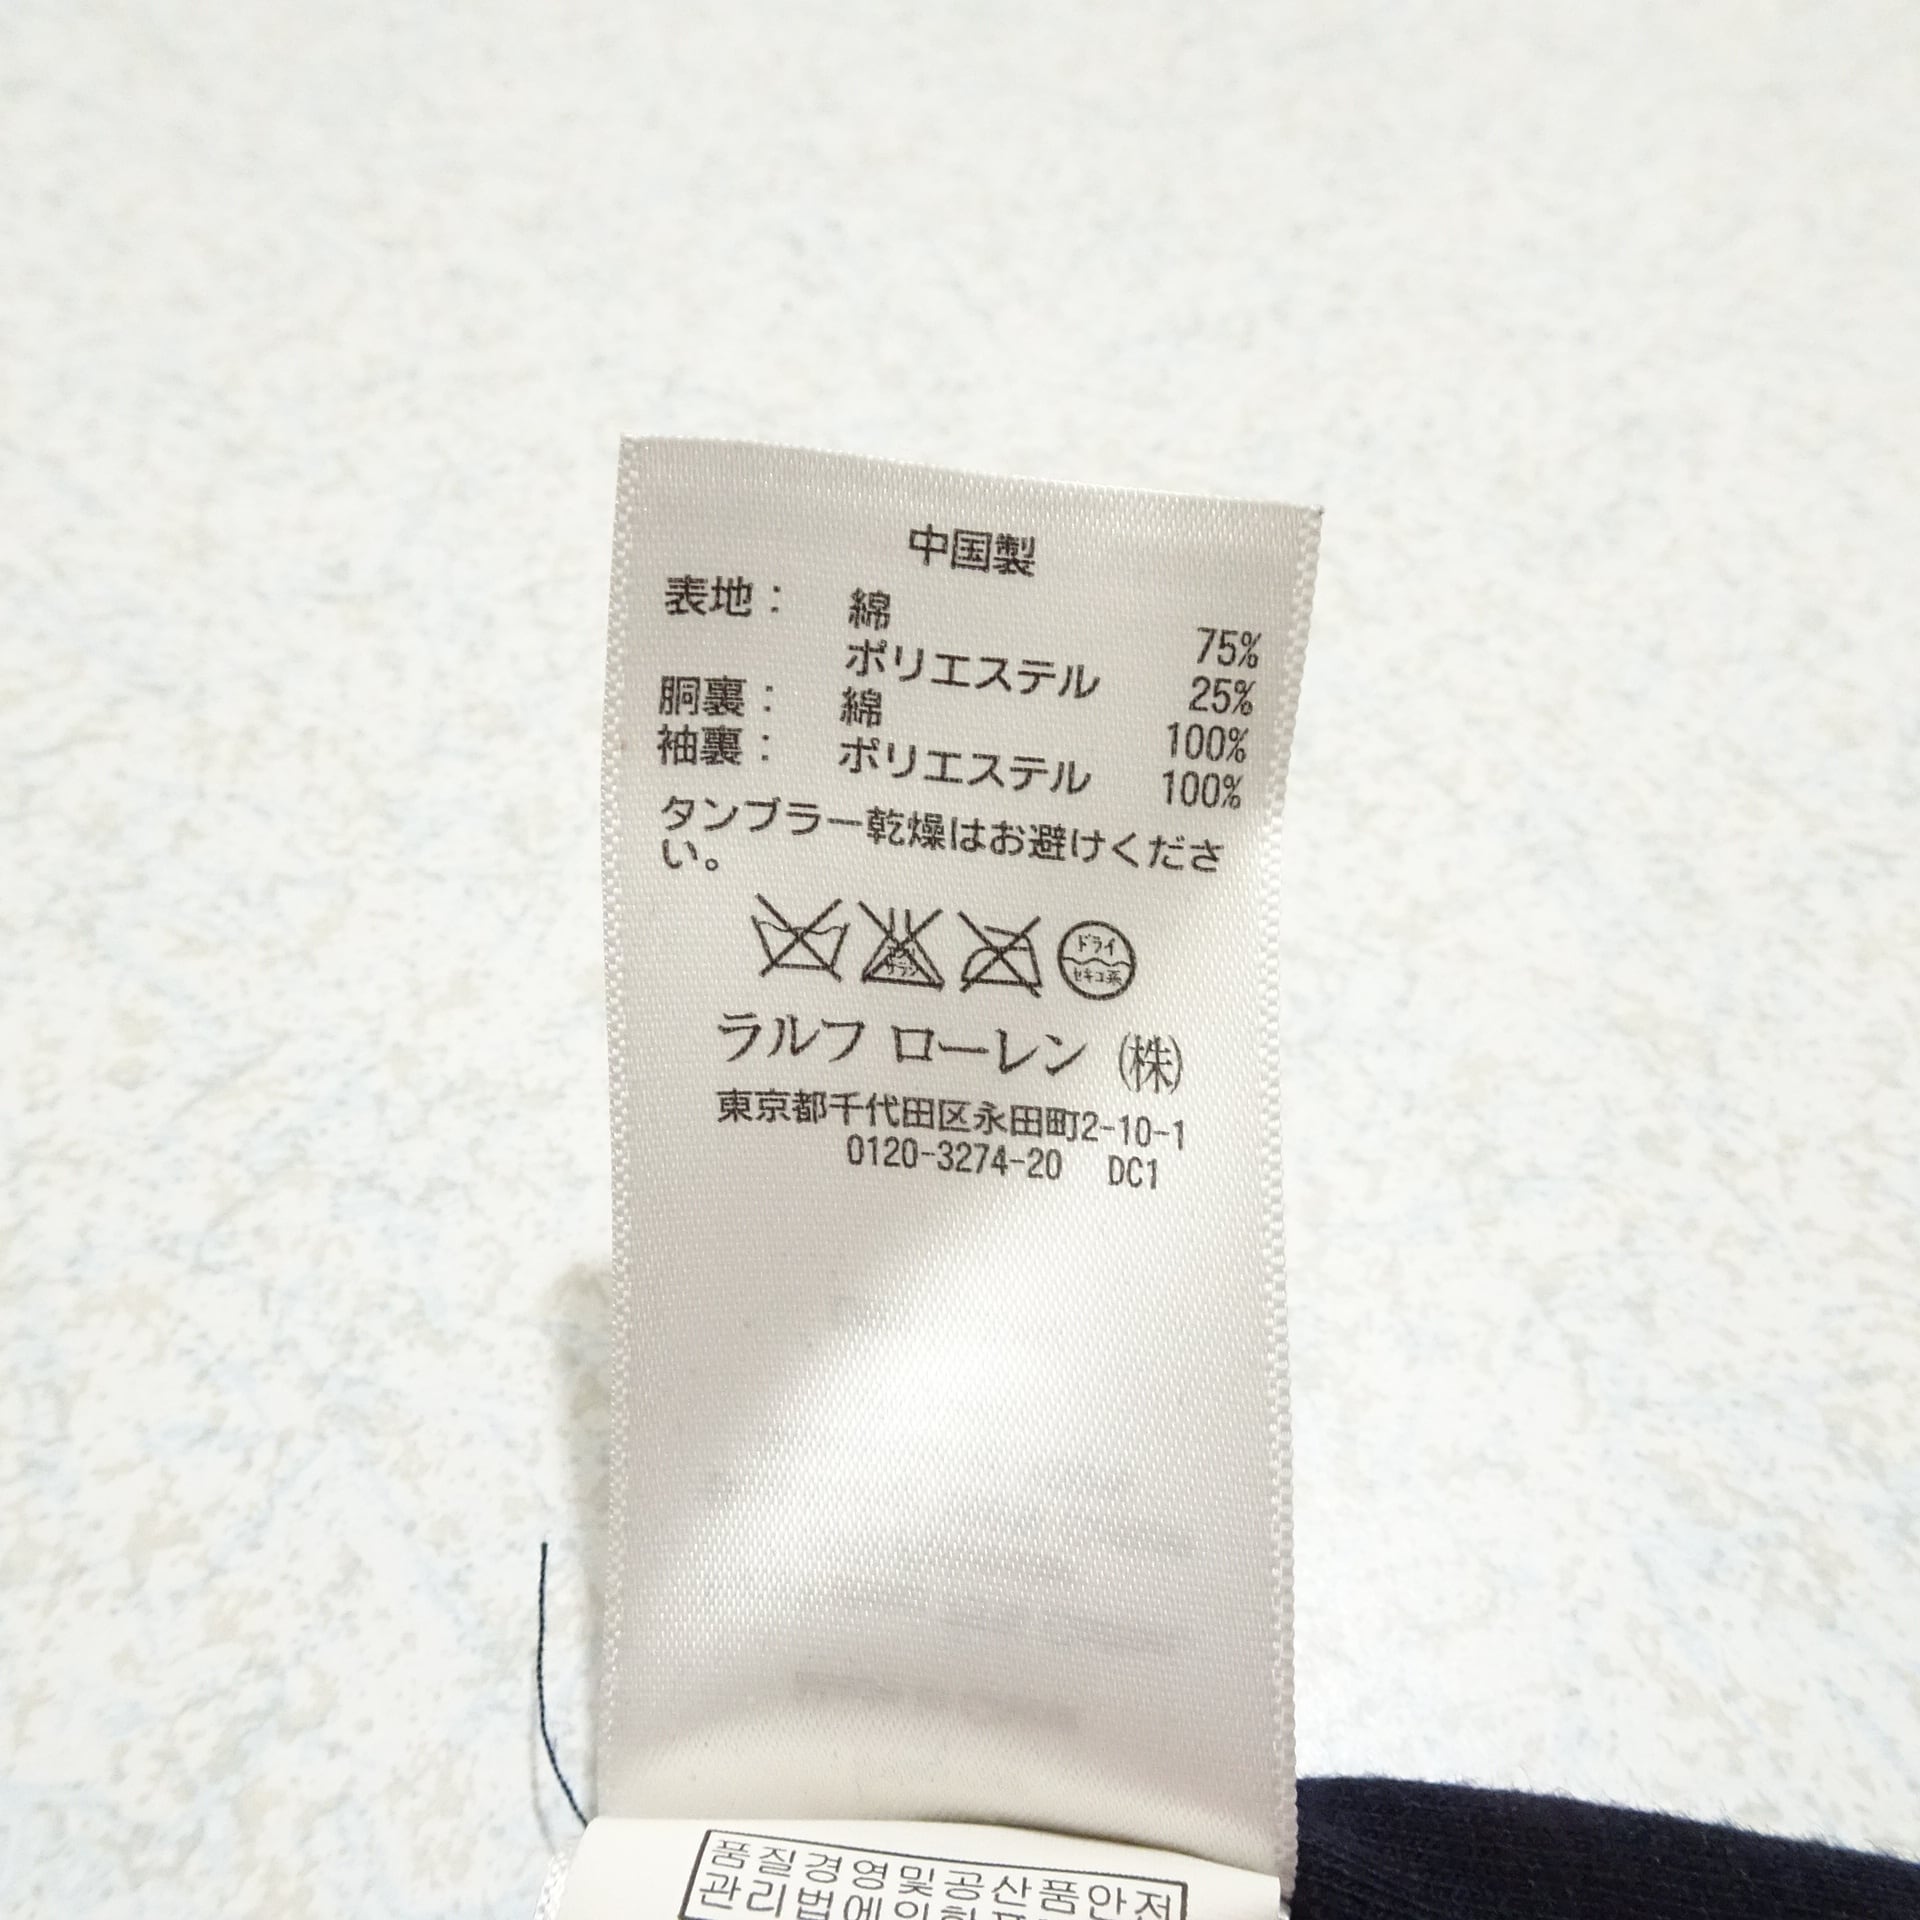 中国製
表地： 綿 75%
ポリエステル 25%
胴裏： 綿 100%
袖裏： ポリエステル 100%
タンブラー乾燥はお避けくださ
い。
ドライ
セキユ系
ラルフ ローレン (株)
東京都千代田区永田町2-10-1
0120-3274-20 DC1
품질경영및공산품안전
관리법에의한